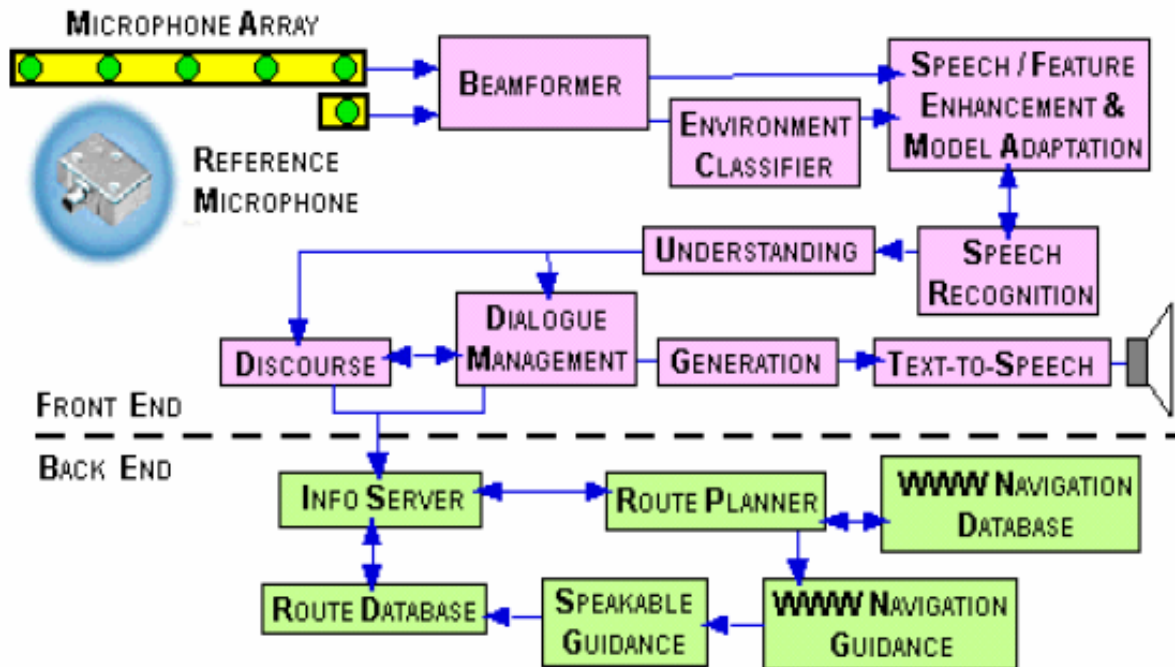 MICROPHONE ARRAY
BEAMFORMER
SPEECH / FEATURE
ENHANCEMENT &
MODEL ADAPTATION
ENVIRONMENT
CLASSIFIER
REFERENCE
MICROPHONE
UNDERSTANDING
SPEECH
RECOGNITION
DIALOGUE
MANAGEMENT
DISCOURSE
GENERATION
TEXT-TO-SPEECH
FRONT END
BACK END
INFO SERVER
ROUTE PLANNER
WWW NAVIGATION
DATABASE
ROUTE DATABASE
SPEAKABLE
GUIDANCE
WWW NAVIGATION
GUIDANCE